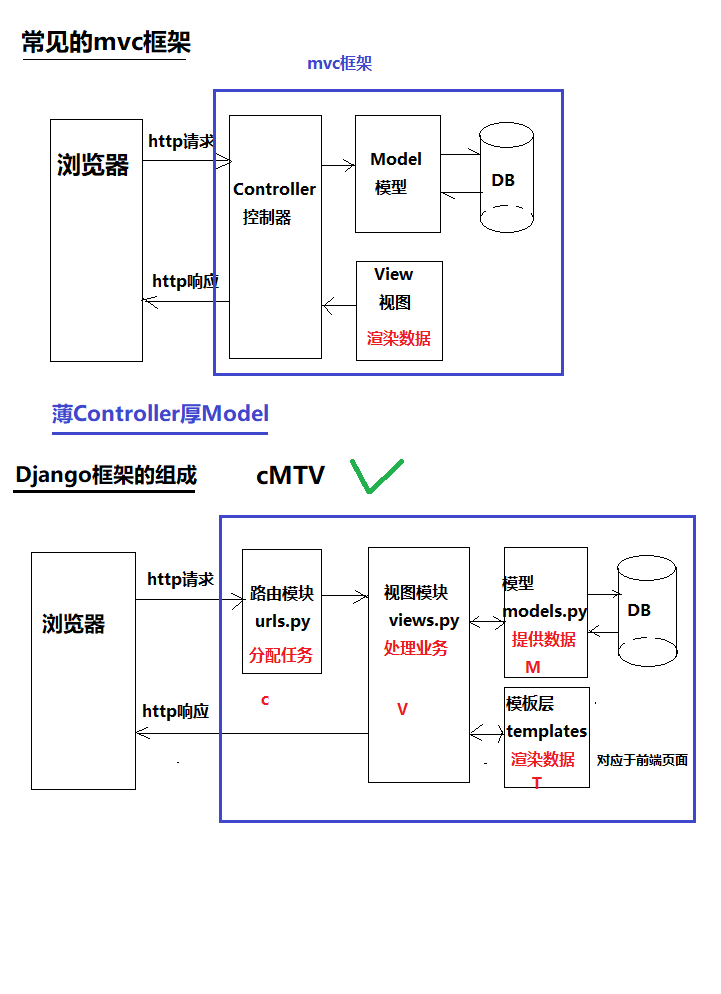 常见的mvc框架
mvc框架
浏览器
http请求
http响应
Controller
控制器
Model
模型
DB
View
视图
渲染数据
薄Controller厚Model
Django框架的组成
cMTV
浏览器
http请求
http响应
路由模块
urls.py
分配任务
c
视图模块
views.py
处理业务
V
模型
models.py
提供数据
M
DB
模板层
templates
渲染数据
T
对应于前端页面